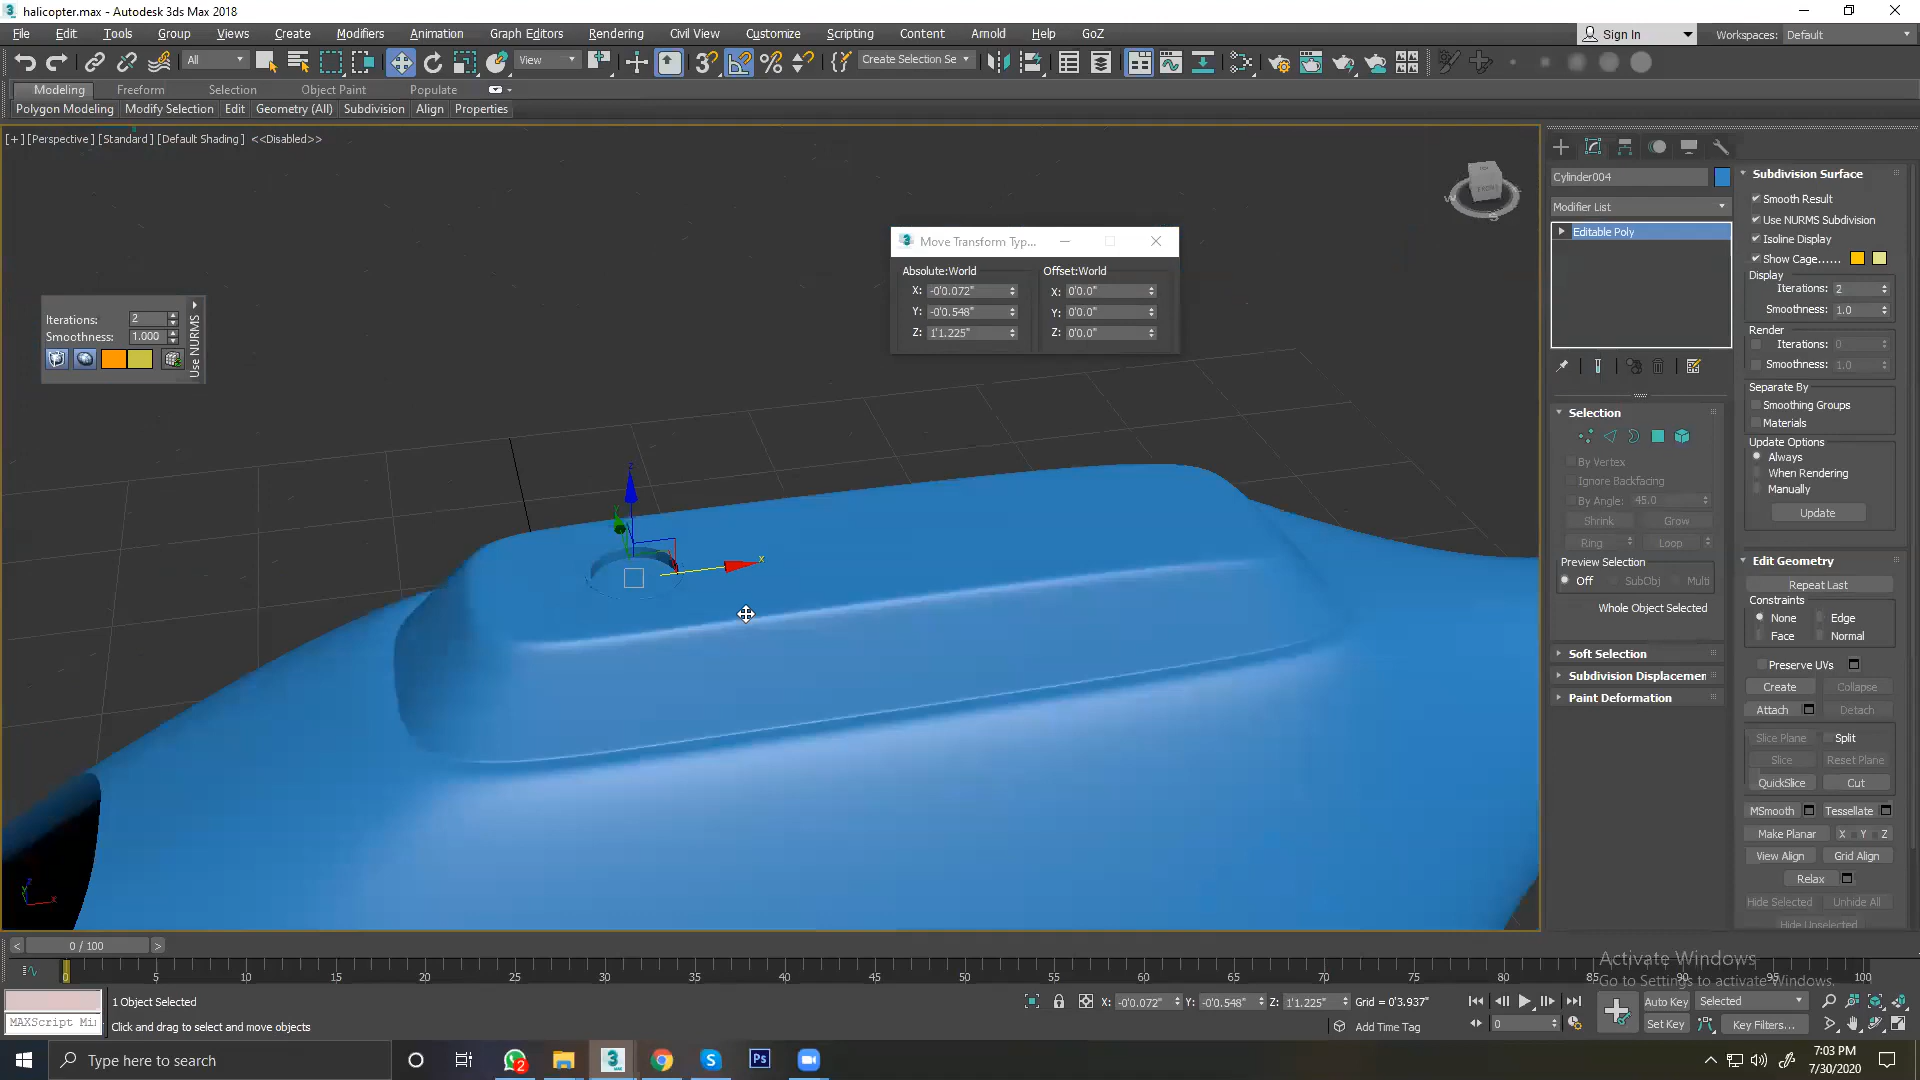 halicopter.max - Autodesk 3ds Max 2018
File Edit Tools Group Views Create Modifiers Animation Graph Editors Rendering Civil View Customize Scripting Content Arnold Help GoZ
Sign In Workspaces: Default
All View Create Selection Se
Modeling Freeform Selection Object Paint Populate
Polygon Modeling Modify Selection Edit Geometry (All) Subdivision Align Properties
[+] [Perspective] [Standard] [Default Shading] <<Disabled>>
Iterations: 2
Smoothness: 1.000
Use NURMS
Move Transform Typ...
Absolute:World Offset:World
X: -0'0.072" X: 0'0.0"
Y: -0'0.548" Y: 0'0.0"
Z: 1'1.225" Z: 0'0.0"
FRONT
W
S
z
y
x
Cylinder004
Modifier List
Editable Poly
Selection
By Vertex
Ignore Backfacing
By Angle: 45.0
Shrink Grow
Ring Loop
Preview Selection
Off SubObj Multi
Whole Object Selected
Soft Selection
Subdivision Displacemen
Paint Deformation
Subdivision Surface
Smooth Result
Use NURMS Subdivision
Isoline Display
Show Cage......
Display
Iterations: 2
Smoothness: 1.0
Render
Iterations: 0
Smoothness: 1.0
Separate By
Smoothing Groups
Materials
Update Options
Always
When Rendering
Manually
Update
Edit Geometry
Repeat Last
Constraints
None Edge
Face Normal
Preserve UVs
Create Collapse
Attach Detach
Slice Plane Split
Slice Reset Plane
QuickSlice Cut
MSmooth Tessellate
Make Planar X Y Z
View Align Grid Align
Relax
Hide Selected Unhide All
Hide Unselected
z
y
x
< 0 / 100 >
0 5 10 15 20 25 30 35 40 45 50 55 60 65 70 75 80 85 90 95 100
Activate Windows
Go to Settings to activate Windows.
1 Object Selected
X: -0'0.072" Y: -0'0.548" Z: 1'1.225" Grid = 0'3.937"
Auto Key Selected
MAXScript Mi
Click and drag to select and move objects
Add Time Tag
0
Set Key Key Filters...
Type here to search
2
3
S
Ps
7:03 PM
7/30/2020